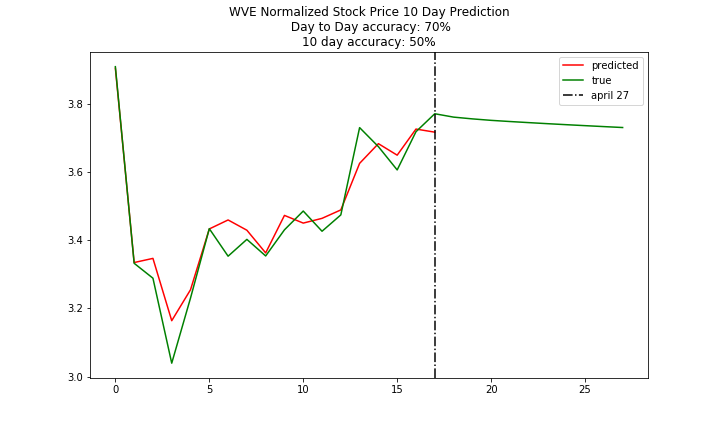 WVE Normalized Stock Price 10 Day Prediction
Day to Day accuracy: 70%
10 day accuracy: 50%
predicted
true
april 27
3.8
3.6
3.4
3.2
3.0
0 5 10 15 20 25